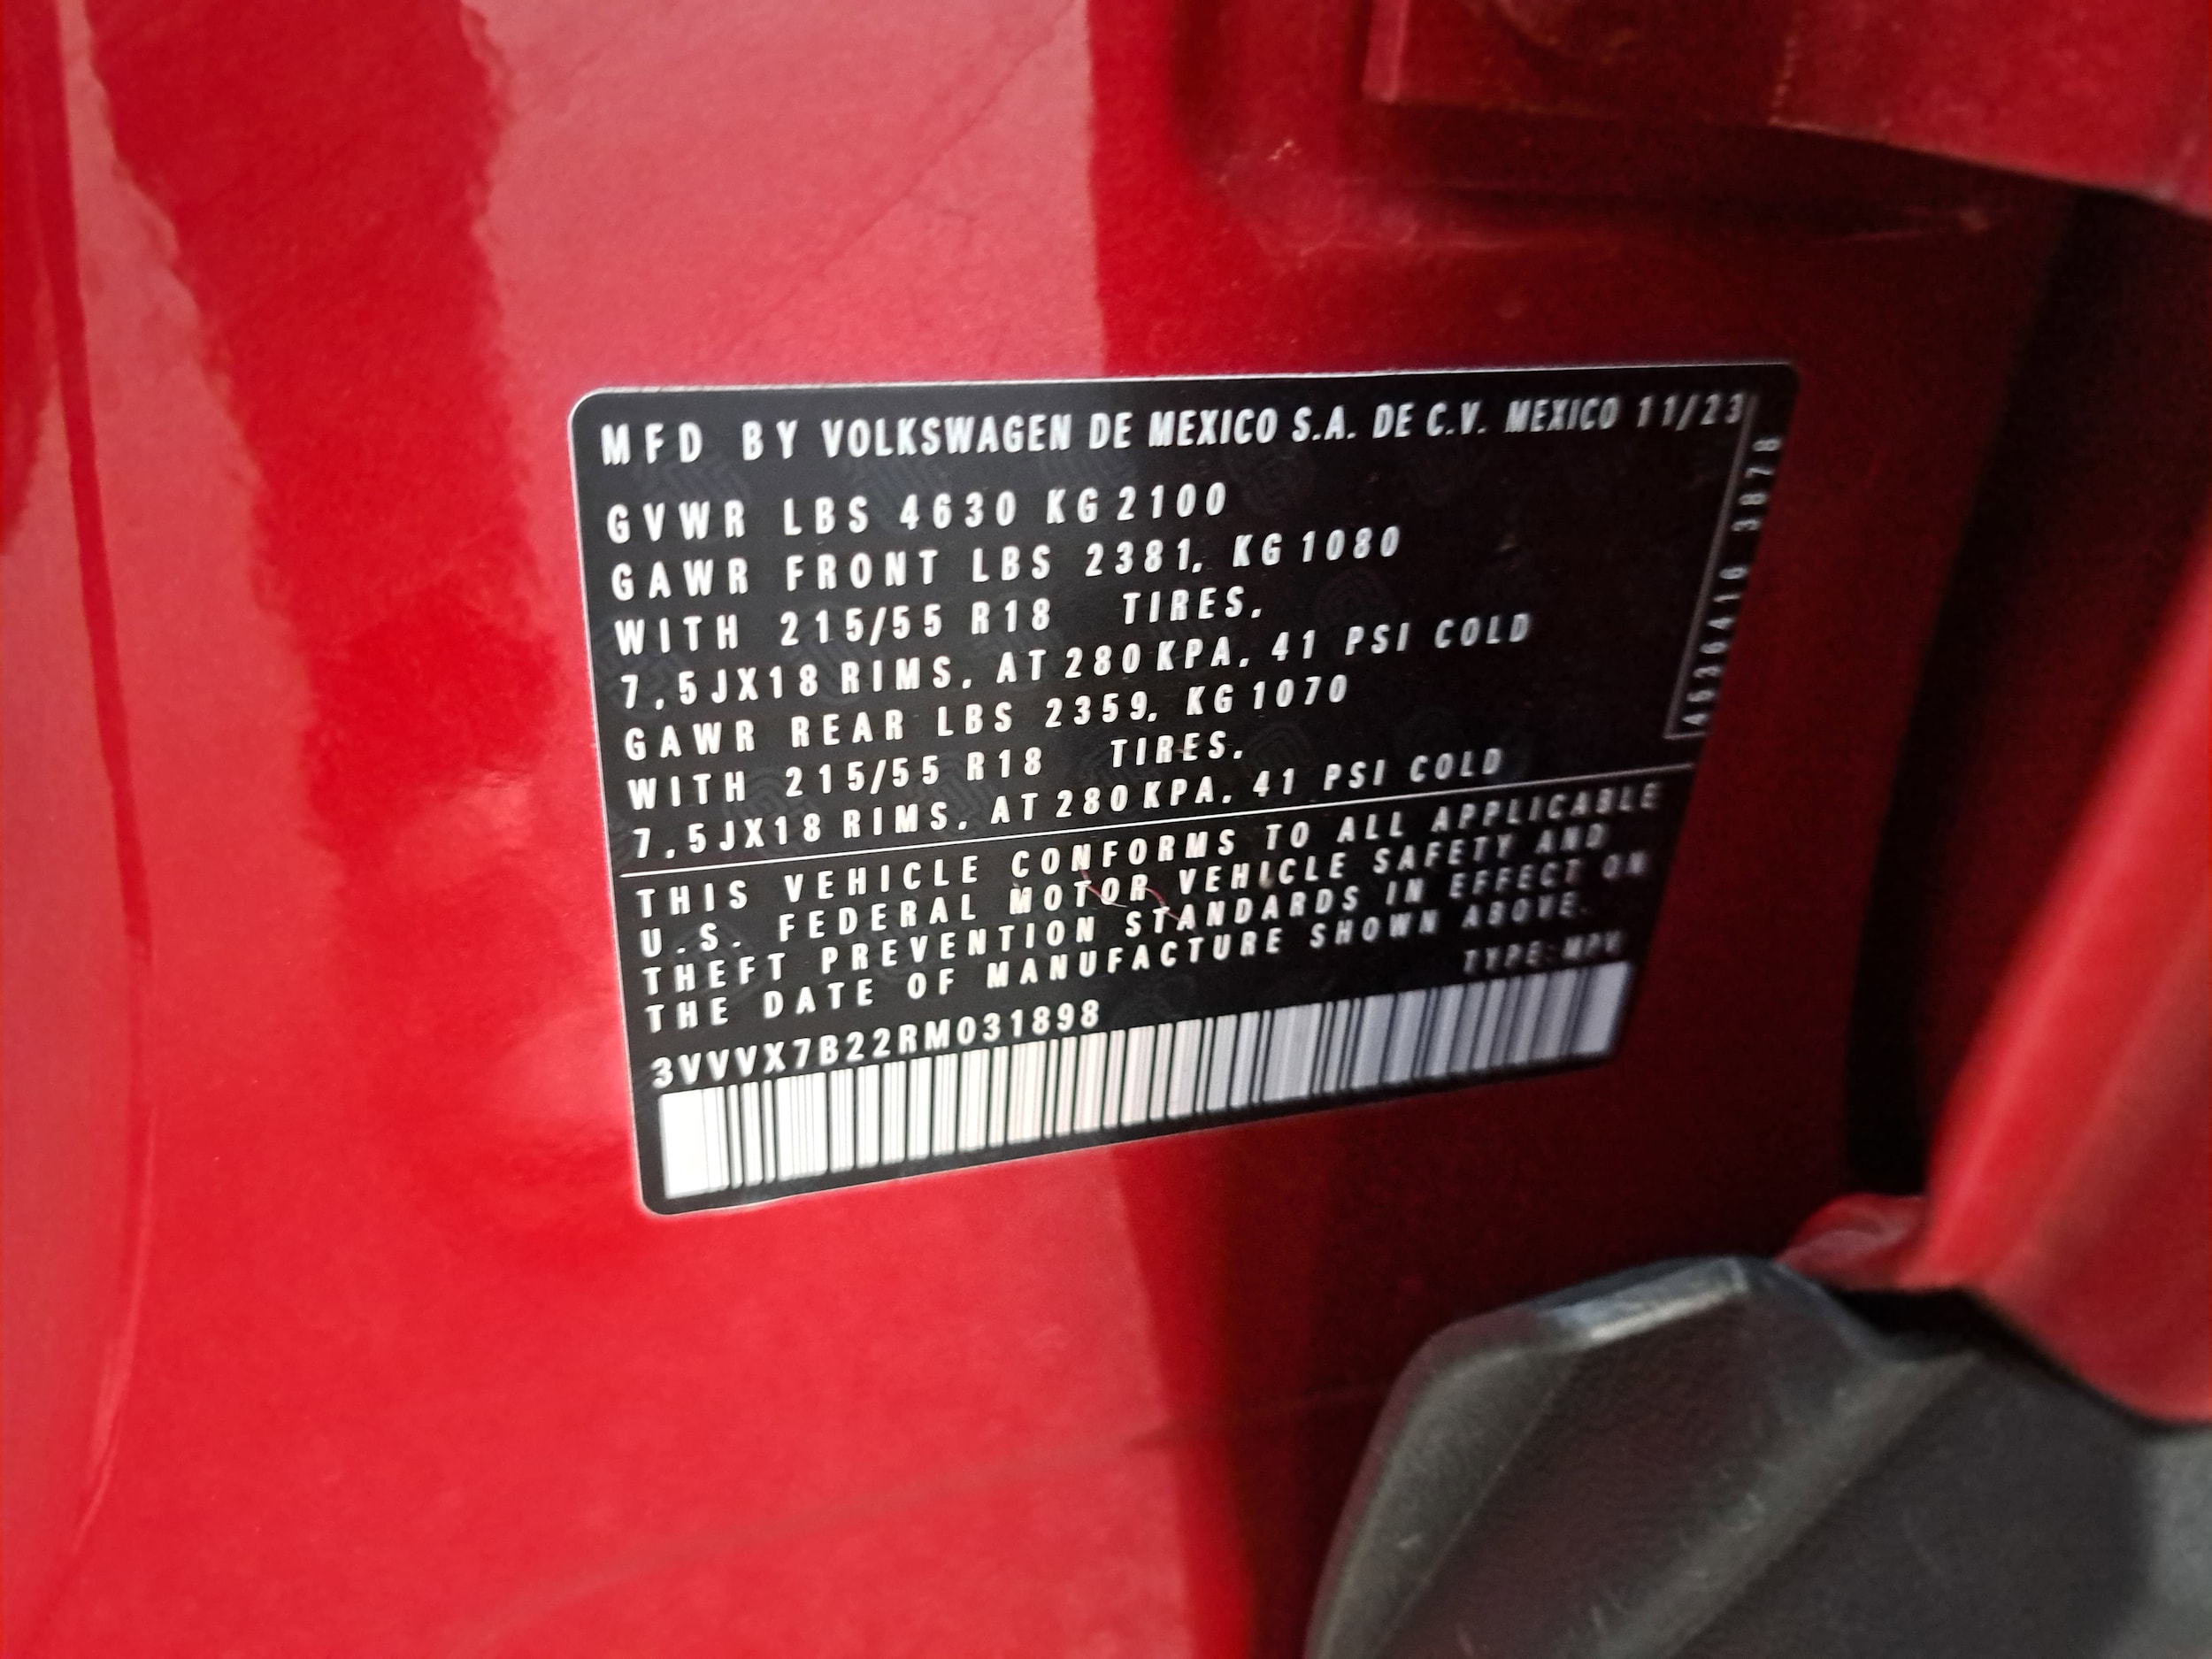 MFD BY VOLKSWAGEN DE MEXICO S.A. DE C.V. MEXICO 11/23
GVWR LBS 4630 KG 2100
GAWR FRONT LBS 2381, KG 1080
WITH 215/55 R18 TIRES,
7,5JX18 RIMS, AT 280 KPA, 41 PSI COLD
GAWR REAR LBS 2359, KG 1070
WITH 215/55 R18 TIRES,
7,5JX18 RIMS, AT 280 KPA, 41 PSI COLD
THIS VEHICLE CONFORMS TO ALL APPLICABLE
U.S. FEDERAL MOTOR VEHICLE SAFETY AND
THEFT PREVENTION STANDARDS IN EFFECT ON
THE DATE OF MANUFACTURE SHOWN ABOVE.
TYPE: MPV
3VVVX7B22RM031898
4536416 3878